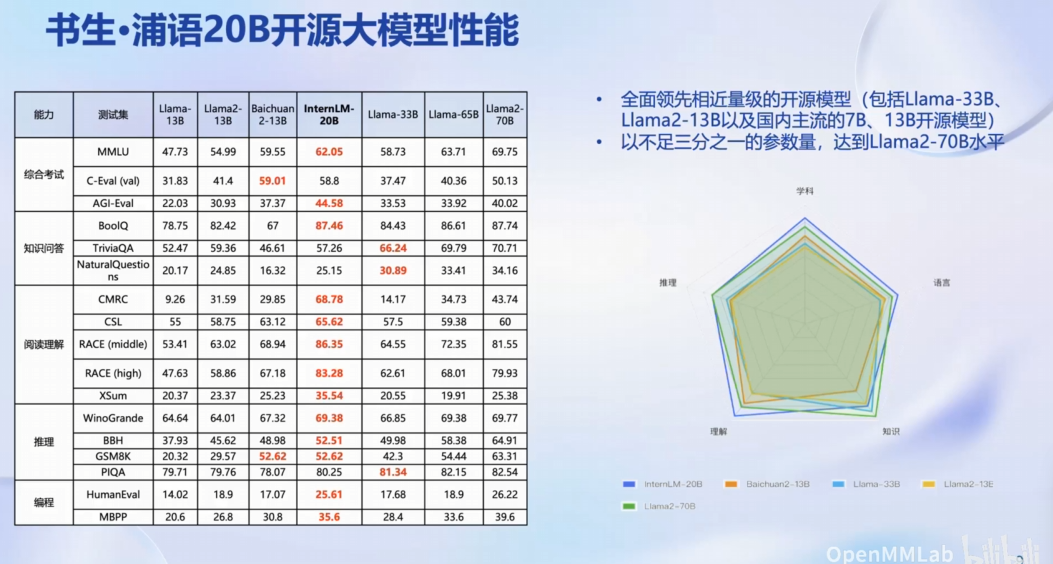 书生·浦语20B开源大模型性能
能力 测试集 Llama-13B Llama2-13B Baichuan2-13B InternLM-20B Llama-33B Llama-65B Llama2-70B
综合考试
MMLU 47.73 54.99 59.55 62.05 58.73 63.71 69.75
C-Eval (val) 31.83 41.4 59.01 58.8 37.47 40.36 50.13
AGI-Eval 22.03 30.93 37.37 44.58 33.53 33.92 40.02
知识问答
BoolQ 78.75 82.42 67 87.46 84.43 86.61 87.74
TriviaQA 52.47 59.36 46.61 57.26 66.24 69.79 70.71
NaturalQuestions 20.17 24.85 16.32 25.15 30.89 33.41 34.16
阅读理解
CMRC 9.26 31.59 29.85 68.78 14.17 34.73 43.74
CSL 55 58.75 63.12 65.62 57.5 59.38 60
RACE (middle) 53.41 63.02 68.94 86.35 64.55 72.35 81.55
RACE (high) 47.63 58.86 67.18 83.28 62.61 68.01 79.93
XSum 20.37 23.37 25.23 35.54 20.55 19.91 25.38
推理
WinoGrande 64.64 64.01 67.32 69.38 66.85 69.38 69.77
BBH 37.93 45.62 48.98 52.51 49.98 58.38 64.91
GSM8K 20.32 29.57 52.62 52.62 42.3 54.44 63.31
PIQA 79.71 79.76 78.07 80.25 81.34 82.15 82.54
编程
HumanEval 14.02 18.9 17.07 25.61 17.68 18.9 26.22
MBPP 20.6 26.8 30.8 35.6 28.4 33.6 39.6
• 全面领先相近量级的开源模型（包括Llama-33B、
Llama2-13B以及国内主流的7B、13B开源模型）
• 以不足三分之一的参数量，达到Llama2-70B水平
学科
推理
语言
理解
知识
InternLM-20B Baichuan2-13B Llama-33B Llama2-13B
Llama2-70B
OpenMMLab bilibili